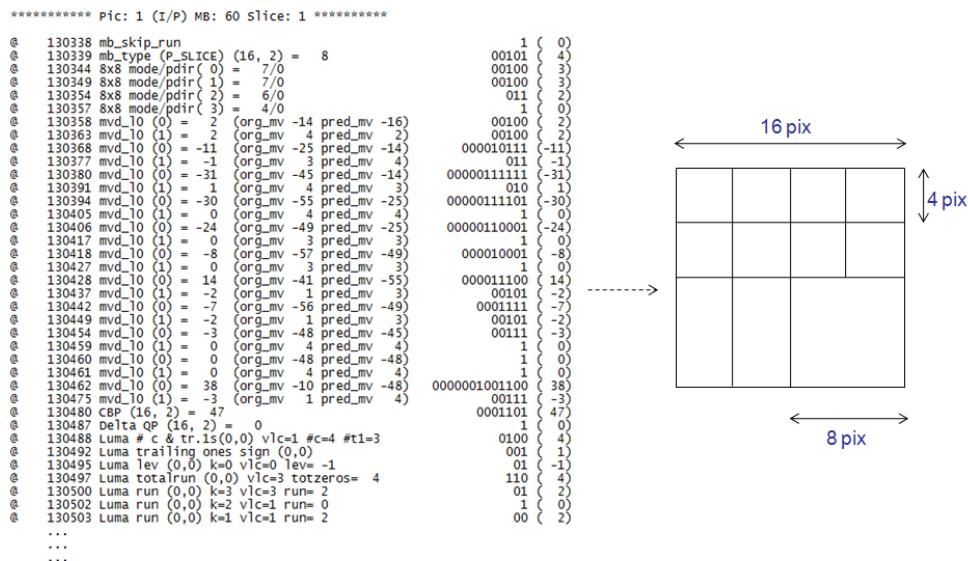 *********** Pic: 1 (I/P) MB: 60 Slice: 1 **********
@ 130338 mb_skip_run 1 ( 0)
@ 130339 mb_type (P_SLICE) (16, 2) = 8 00101 ( 4)
@ 130344 8x8 mode/pdir( 0) = 7/0 00100 ( 3)
@ 130349 8x8 mode/pdir( 1) = 7/0 00100 ( 3)
@ 130354 8x8 mode/pdir( 2) = 6/0 011 ( 2)
@ 130357 8x8 mode/pdir( 3) = 4/0 1 ( 0)
@ 130358 mvd_l0 (0) = 2 (org_mv -14 pred_mv -16) 00100 ( 2)
@ 130363 mvd_l0 (1) = 2 (org_mv 4 pred_mv 2) 00100 ( 2)
@ 130368 mvd_l0 (0) = -11 (org_mv -25 pred_mv -14) 000010111 (-11)
@ 130377 mvd_l0 (1) = -1 (org_mv 3 pred_mv 4) 011 ( -1)
@ 130380 mvd_l0 (0) = -31 (org_mv -45 pred_mv -14) 00000111111 (-31)
@ 130391 mvd_l0 (1) = 1 (org_mv 4 pred_mv 3) 010 ( 1)
@ 130394 mvd_l0 (0) = -30 (org_mv -55 pred_mv -25) 00000111101 (-30)
@ 130405 mvd_l0 (1) = 0 (org_mv 4 pred_mv 4) 1 ( 0)
@ 130406 mvd_l0 (0) = -24 (org_mv -49 pred_mv -25) 00000110001 (-24)
@ 130417 mvd_l0 (1) = 0 (org_mv 3 pred_mv 3) 1 ( 0)
@ 130418 mvd_l0 (0) = -8 (org_mv -57 pred_mv -49) 000010001 ( -8)
@ 130427 mvd_l0 (1) = 0 (org_mv 3 pred_mv 3) 1 ( 0)
@ 130428 mvd_l0 (0) = 14 (org_mv -41 pred_mv -55) 000011100 ( 14)
@ 130437 mvd_l0 (1) = -2 (org_mv 1 pred_mv 3) 00101 ( -2)
@ 130442 mvd_l0 (0) = -7 (org_mv -56 pred_mv -49) 0001111 ( -7)
@ 130449 mvd_l0 (1) = -2 (org_mv 1 pred_mv 3) 00101 ( -2)
@ 130454 mvd_l0 (0) = -3 (org_mv -48 pred_mv -45) 00111 ( -3)
@ 130459 mvd_l0 (1) = 0 (org_mv 4 pred_mv 4) 1 ( 0)
@ 130460 mvd_l0 (0) = 0 (org_mv -48 pred_mv -48) 1 ( 0)
@ 130461 mvd_l0 (1) = 0 (org_mv 4 pred_mv 4) 1 ( 0)
@ 130462 mvd_l0 (0) = 38 (org_mv -10 pred_mv -48) 0000001001100 ( 38)
@ 130475 mvd_l0 (1) = -3 (org_mv 1 pred_mv 4) 00111 ( -3)
@ 130480 CBP (16, 2) = 47 0001101 ( 47)
@ 130487 Delta QP (16, 2) = 0 1 ( 0)
@ 130488 Luma # c & tr.1s(0,0) vlc=1 #c=4 #t1=3 0100 ( 4)
@ 130492 Luma trailing ones sign (0,0) 001 ( 1)
@ 130495 Luma lev (0,0) k=0 vlc=0 lev= -1 01 ( -1)
@ 130497 Luma totalrun (0,0) vlc=3 totzeros= 4 110 ( 4)
@ 130500 Luma run (0,0) k=3 vlc=3 run= 2 01 ( 2)
@ 130502 Luma run (0,0) k=2 vlc=1 run= 0 1 ( 0)
@ 130503 Luma run (0,0) k=1 vlc=1 run= 2 00 ( 2)
...
...
...
16 pix
4 pix
8 pix